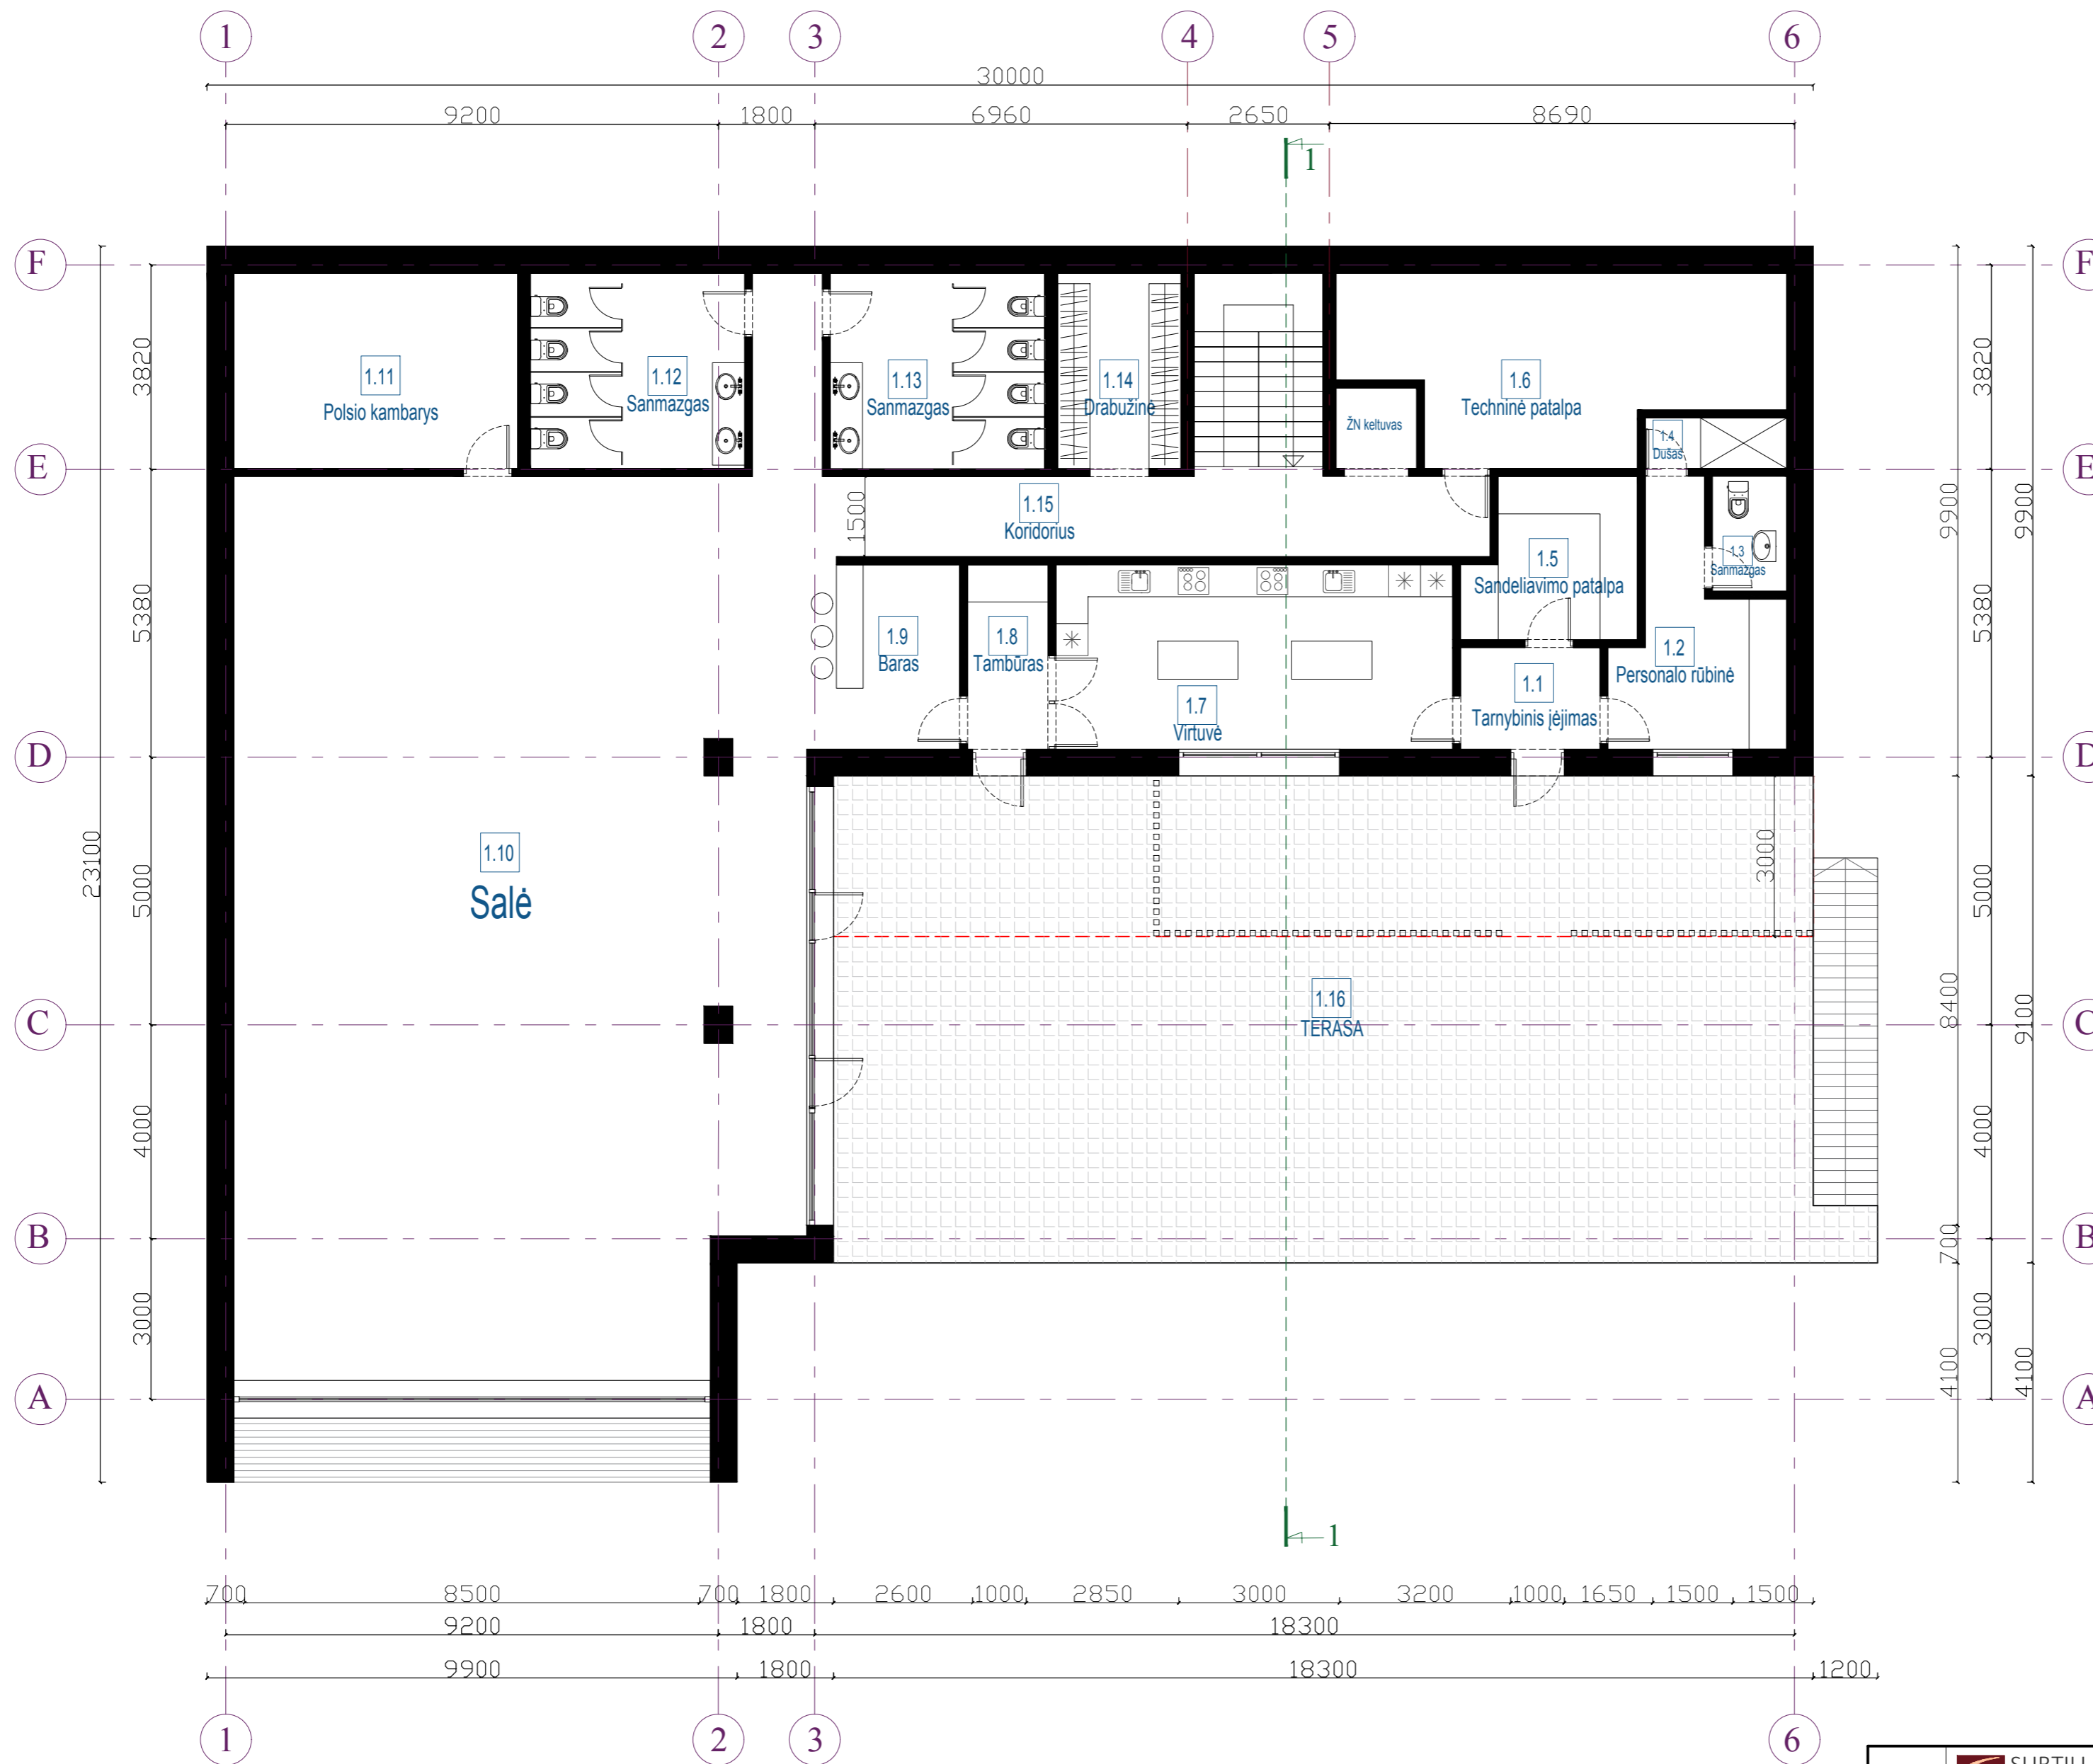 1 2 3 4 5 6
30000
9200 1800 6960 2650 8690
1
F F
3820 3820
1.11
Polsio kambarys
1.12
Sanmazgas
1.13
Sanmazgas
1.14
Drabužinė
1.6
Techninė patalpa
ŽN keltuvas
1.4
Dušas
E E
1500
1.15
Koridorius
9900 9900
1.5
Sandeliavimo patalpa
1.3
Sanmazgas
5380 5380
1.9
Baras
1.8
Tambūras
1.7
Virtuvė
1.1
Tarnybinis įėjimas
1.2
Personalo rūbinė
D D
23100
5000 5000
1.10
Salė
3000
1.16
TERASA
C C
8400 9100
4000 4000
B B
700
3000 3000
4100 4100
A A
1
700 8500 700 1800 2600 1000 2850 3000 3200 1000 1650 1500 1500
9200 1800 18300
9900 1800 18300 1200
1 2 3 6